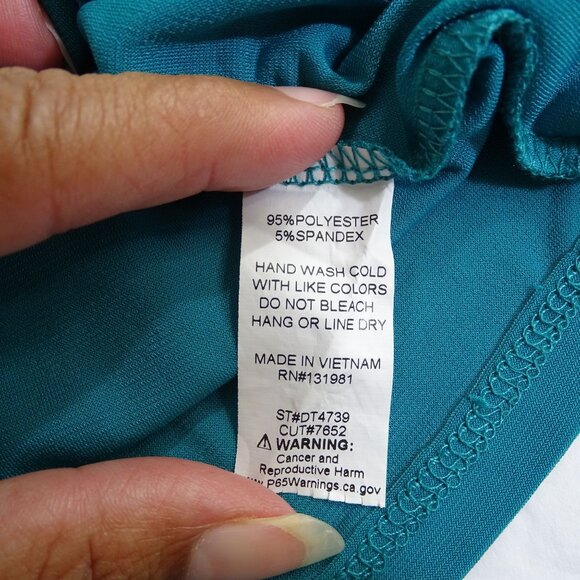 95%POLYESTER
5%SPANDEX
HAND WASH COLD
WITH LIKE COLORS
DO NOT BLEACH
HANG OR LINE DRY
MADE IN VIETNAM
RN#131981
ST#DT4739
CUT#7652
⚠WARNING:
Cancer and
Reproductive Harm
www.P65Warnings.ca.gov